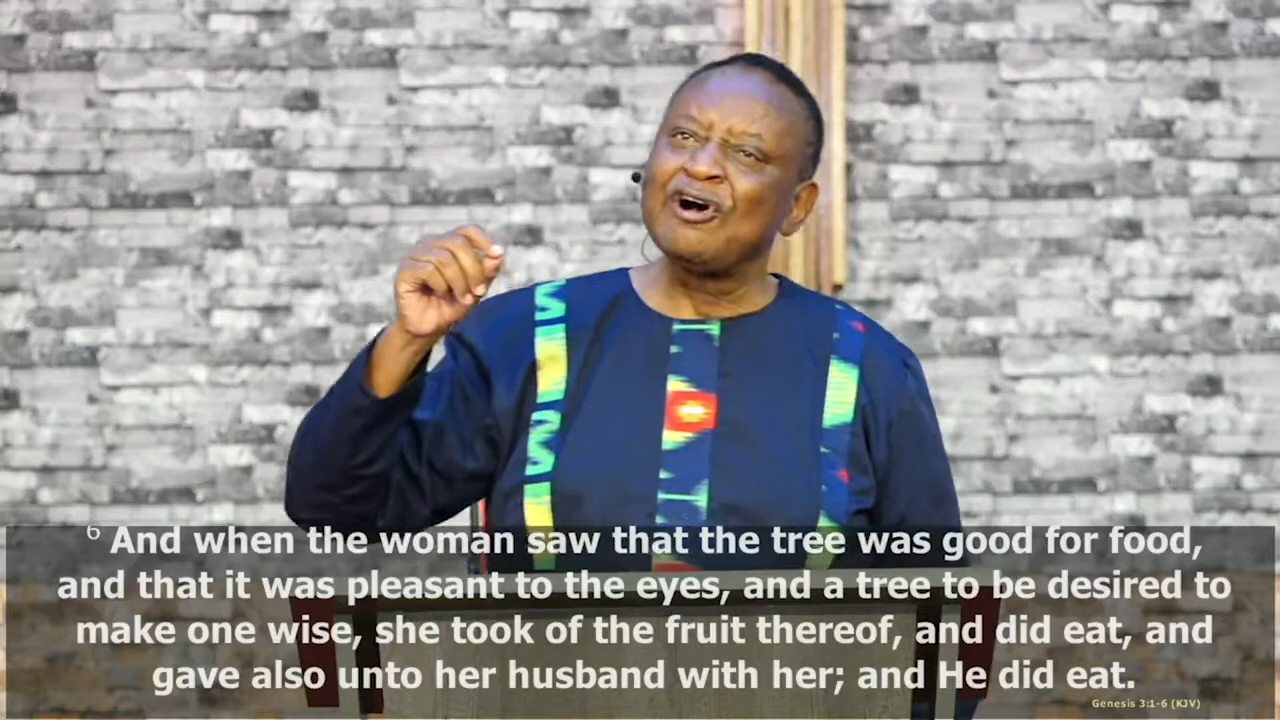 6 And when the woman saw that the tree was good for food,
and that it was pleasant to the eyes, and a tree to be desired to
make one wise, she took of the fruit thereof, and did eat, and
gave also unto her husband with her; and He did eat.
Genesis 3:1-6 (KJV)